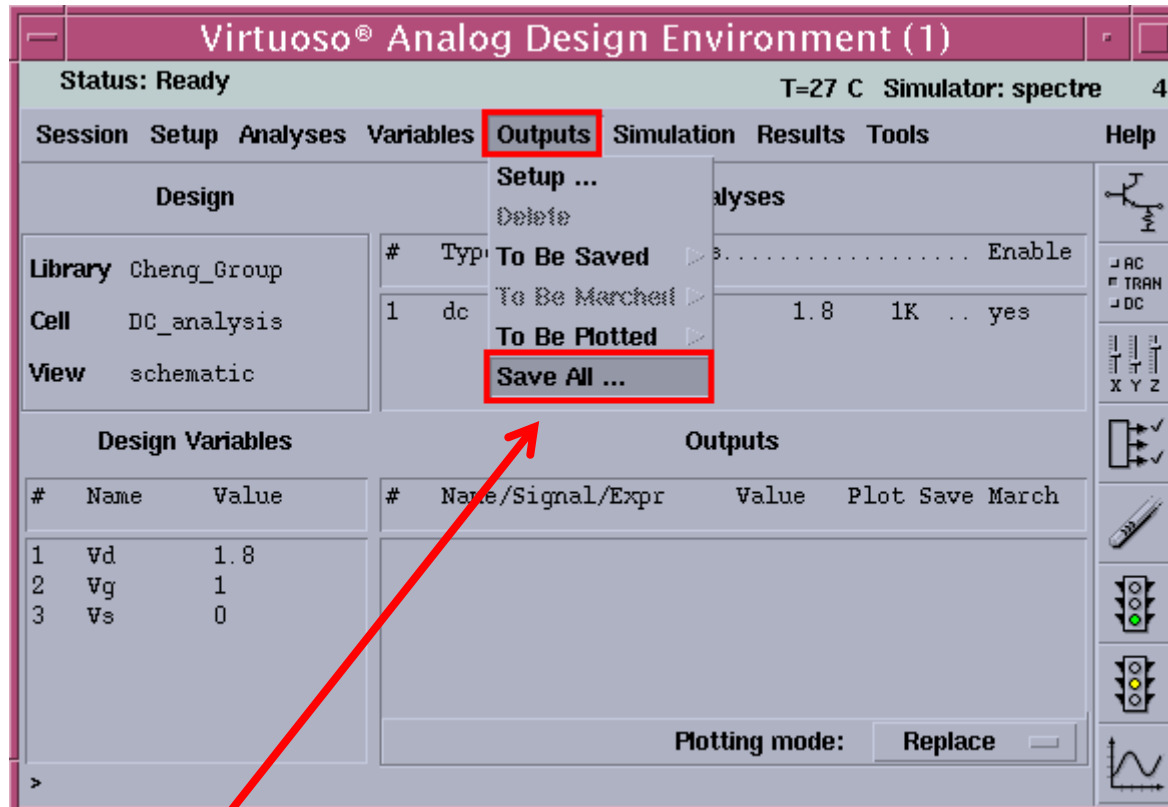 Virtuoso® Analog Design Environment (1)
Status: Ready T=27 C Simulator: spectre 4
Session Setup Analyses Variables Outputs Simulation Results Tools Help
Setup ...
Delete
To Be Saved
To Be Marched
To Be Plotted
Save All ...
Design
Library Cheng_Group
Cell DC_analysis
View schematic
alyses
# Typ s.................. Enable
1 dc 1.8 1K .. yes
Design Variables
# Name Value
1 Vd 1.8
2 Vg 1
3 Vs 0
Outputs
# Name/Signal/Expr Value Plot Save March
Plotting mode: Replace
>
AC
TRAN
DC
X Y Z